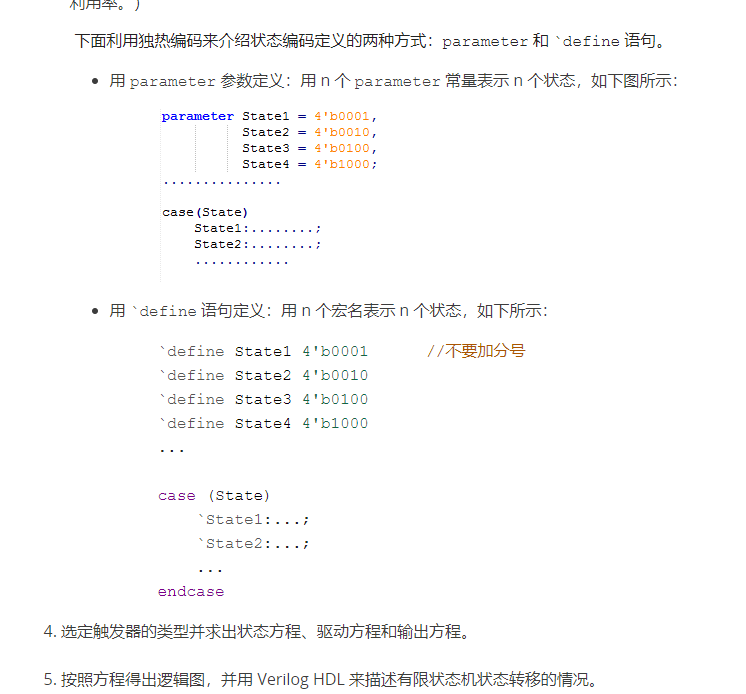 利用率。）
下面利用独热编码来介绍状态编码定义的两种方式：parameter 和 `define 语句。
• 用 parameter 参数定义：用 n 个 parameter 常量表示 n 个状态，如下图所示：
parameter State1 = 4'b0001,
State2 = 4'b0010,
State3 = 4'b0100,
State4 = 4'b1000;
...............
case(State)
State1:........;
State2:........;
............
• 用 `define 语句定义：用 n 个宏名表示 n 个状态，如下所示：
`define State1 4'b0001 //不要加分号
`define State2 4'b0010
`define State3 4'b0100
`define State4 4'b1000
...
case (State)
`State1:...;
`State2:...;
...
endcase
4. 选定触发器的类型并求出状态方程、驱动方程和输出方程。
5. 按照方程得出逻辑图，并用 Verilog HDL 来描述有限状态机状态转移的情况。